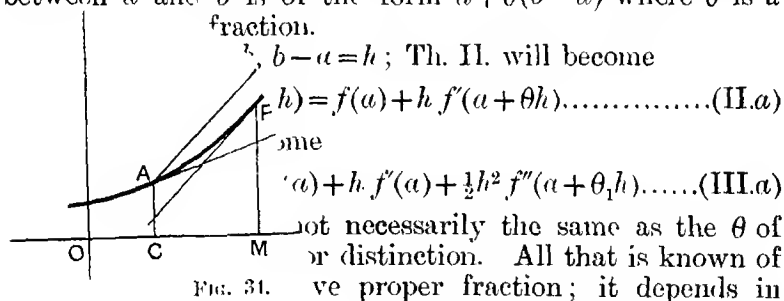 between a and b is of the form a + θ(b − a) where θ is a
fraction.
b − a = h ; Th. II. will become
h) = f(a) + h f′(a + θh)...............(II.a)
ome
a) + h f′(a) + ½h² f″(a + θ₁h)......(III.a)
ot necessarily the same as the θ of
or distinction. All that is known of
ve proper fraction ; it depends in
A
F
O
C
M
FIG. 31.